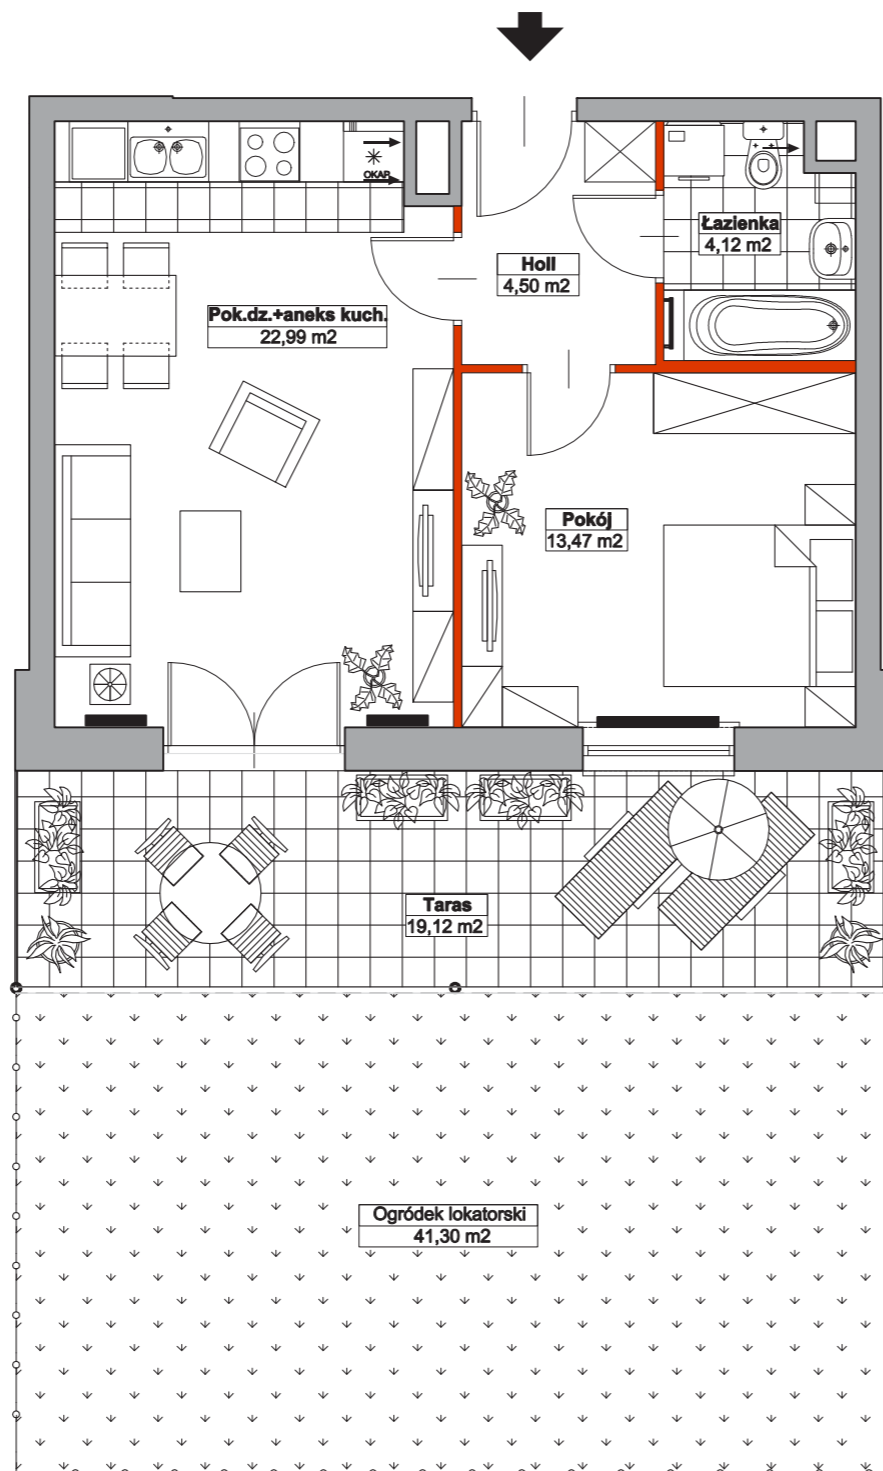 OKAP
Łazienka
4,12 m2
Holl
4,50 m2
Pok.dz.+aneks kuch.
22,99 m2
Pokój
13,47 m2
Taras
19,12 m2
Ogródek lokatorski
41,30 m2